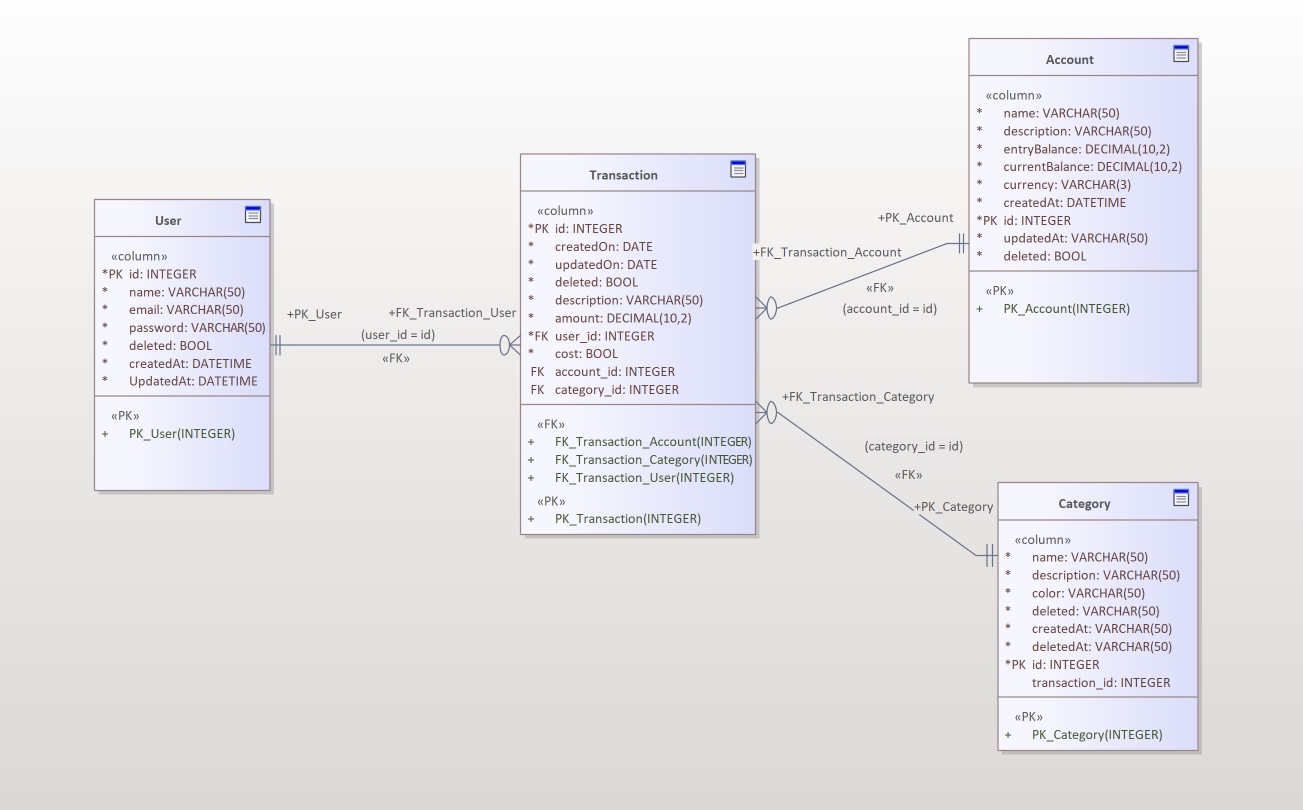 User
«column»
*PK id: INTEGER
* name: VARCHAR(50)
* email: VARCHAR(50)
* password: VARCHAR(50)
* deleted: BOOL
* createdAt: DATETIME
* UpdatedAt: DATETIME
«PK»
+ PK_User(INTEGER)
+PK_User
+FK_Transaction_User
(user_id = id)
«FK»
Transaction
«column»
*PK id: INTEGER
* createdOn: DATE
* updatedOn: DATE
* deleted: BOOL
* description: VARCHAR(50)
* amount: DECIMAL(10,2)
*FK user_id: INTEGER
* cost: BOOL
FK account_id: INTEGER
FK category_id: INTEGER
«FK»
+ FK_Transaction_Account(INTEGER)
+ FK_Transaction_Category(INTEGER)
+ FK_Transaction_User(INTEGER)
«PK»
+ PK_Transaction(INTEGER)
+PK_Account
+FK_Transaction_Account
«FK»
(account_id = id)
Account
«column»
* name: VARCHAR(50)
* description: VARCHAR(50)
* entryBalance: DECIMAL(10,2)
* currentBalance: DECIMAL(10,2)
* currency: VARCHAR(3)
* createdAt: DATETIME
*PK id: INTEGER
* updatedAt: VARCHAR(50)
* deleted: BOOL
«PK»
+ PK_Account(INTEGER)
+FK_Transaction_Category
(category_id = id)
«FK»
+PK_Category
Category
«column»
* name: VARCHAR(50)
* description: VARCHAR(50)
* color: VARCHAR(50)
* deleted: VARCHAR(50)
* createdAt: VARCHAR(50)
* deletedAt: VARCHAR(50)
*PK id: INTEGER
transaction_id: INTEGER
«PK»
+ PK_Category(INTEGER)